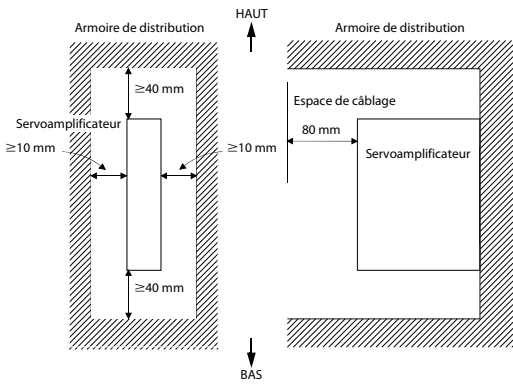 HAUT
Armoire de distribution
Armoire de distribution
≥40 mm
Servoamplificateur
≥10 mm
≥10 mm
≥40 mm
Espace de câblage
80 mm
Servoamplificateur
BAS